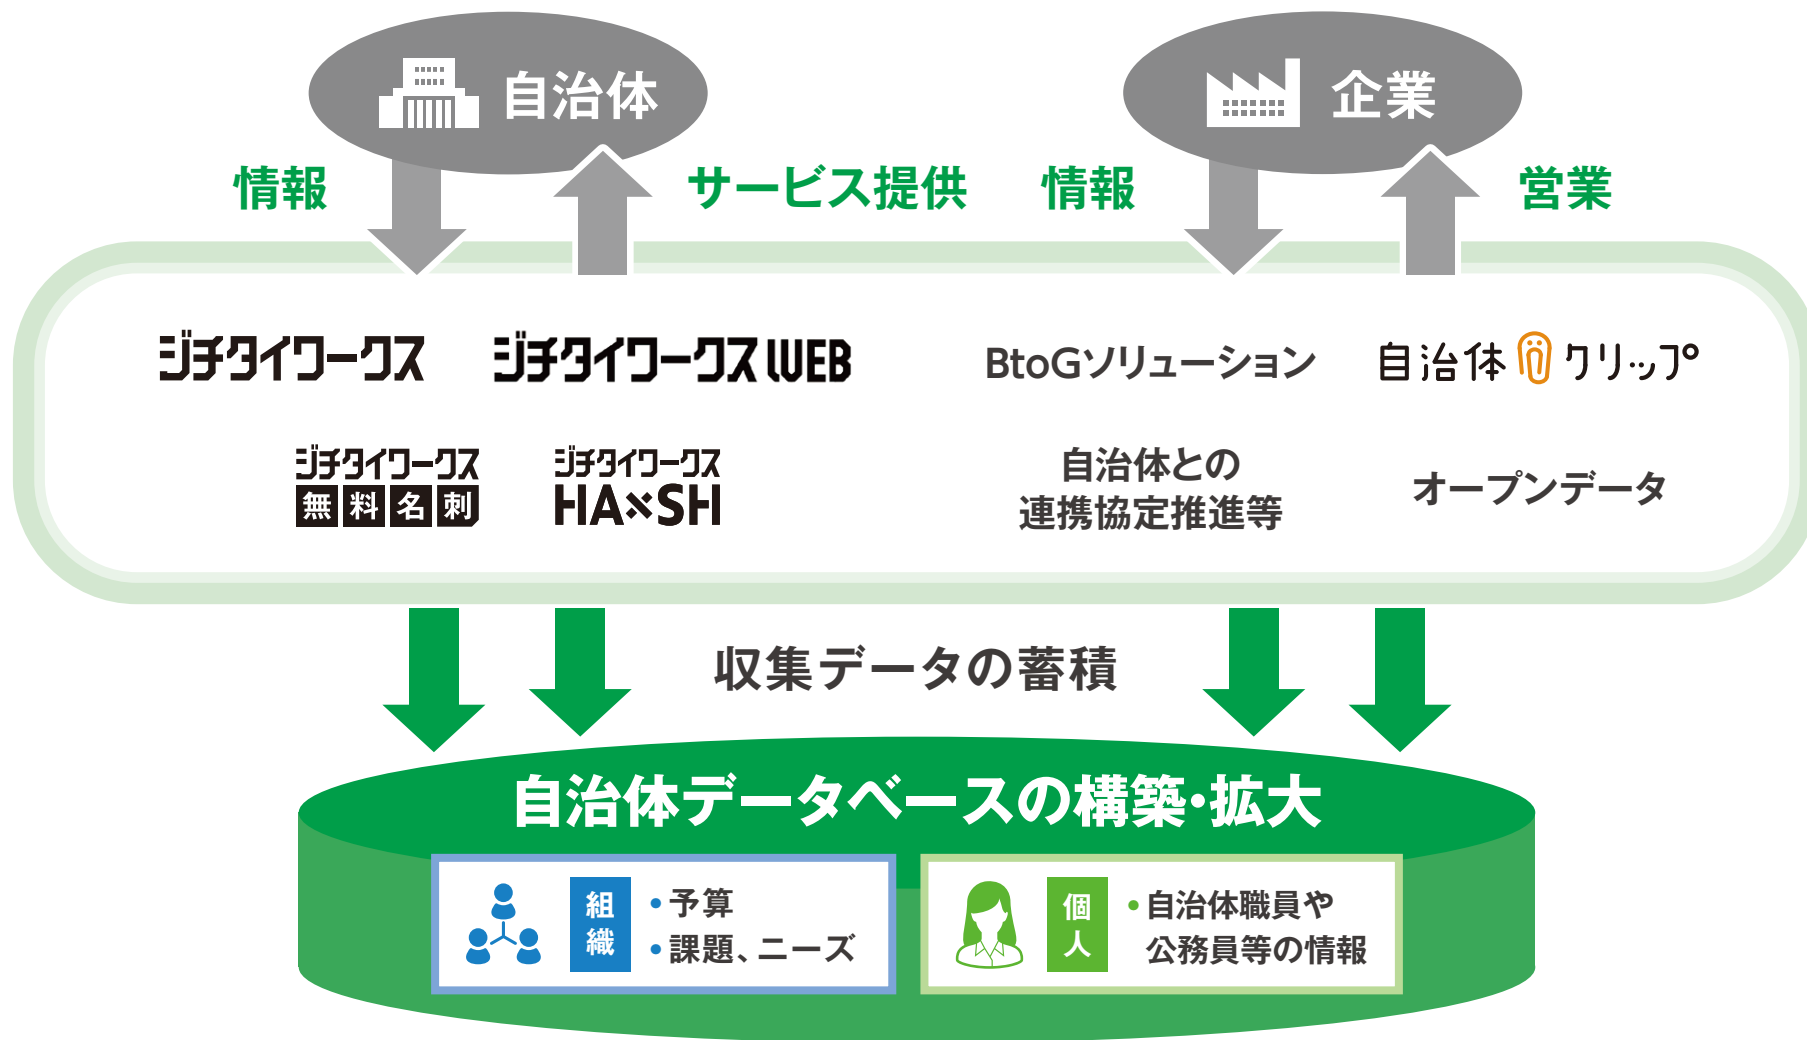 自治体
企業
情報
サービス提供
情報
営業
ジチタイワークス
ジチタイワークスWEB
BtoGソリューション
自治体クリップ
ジチタイワークス
無料名刺
ジチタイワークス
HA×SH
自治体との
連携協定推進等
オープンデータ
収集データの蓄積
自治体データベースの構築・拡大
組織
・予算
・課題、ニーズ
個人
・自治体職員や
公務員等の情報